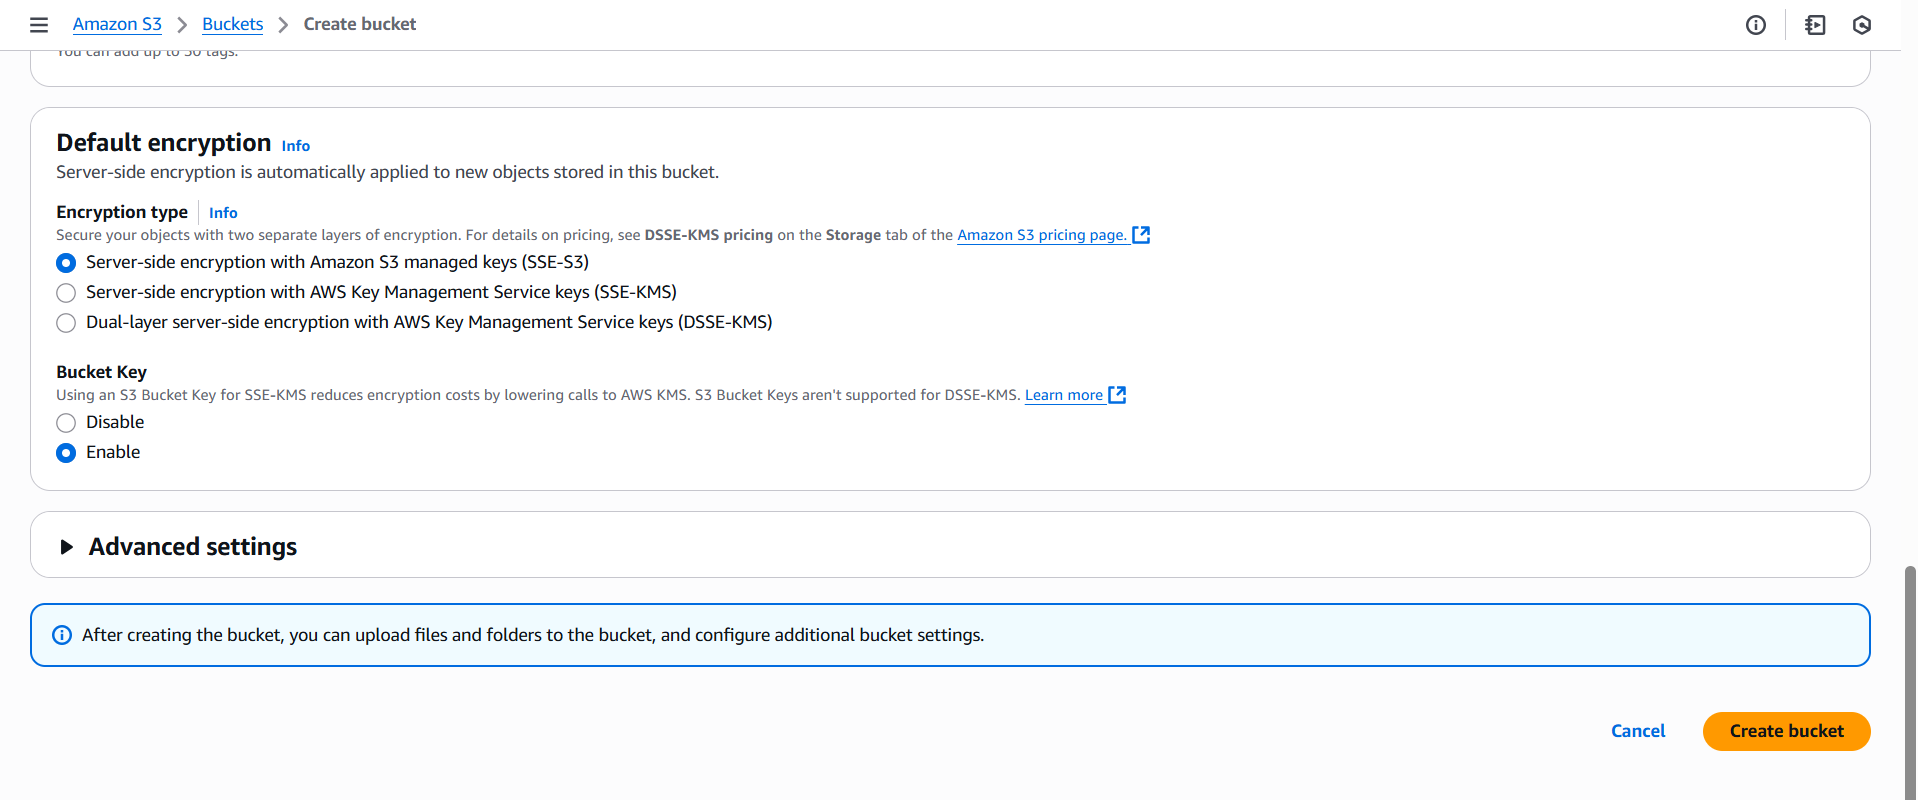 Amazon S3 > Buckets > Create bucket
You can add up to 50 tags.
Default encryption Info
Server-side encryption is automatically applied to new objects stored in this bucket.
Encryption type Info
Secure your objects with two separate layers of encryption. For details on pricing, see DSSE-KMS pricing on the Storage tab of the Amazon S3 pricing page.
Server-side encryption with Amazon S3 managed keys (SSE-S3)
Server-side encryption with AWS Key Management Service keys (SSE-KMS)
Dual-layer server-side encryption with AWS Key Management Service keys (DSSE-KMS)
Bucket Key
Using an S3 Bucket Key for SSE-KMS reduces encryption costs by lowering calls to AWS KMS. S3 Bucket Keys aren't supported for DSSE-KMS. Learn more
Disable
Enable
Advanced settings
After creating the bucket, you can upload files and folders to the bucket, and configure additional bucket settings.
Cancel Create bucket